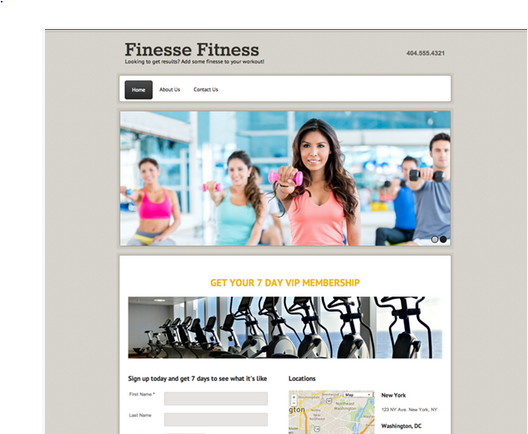 Finesse Fitness
Looking to get results? Add some finesse to your workout!
404.555.4321
Home About Us Contact Us
GET YOUR 7 DAY VIP MEMBERSHIP
Sign up today and get 7 days to see what it's like
First Name *
Last Name
Locations
Map
New York
123 NY Ave. New York, NY
Washington, DC